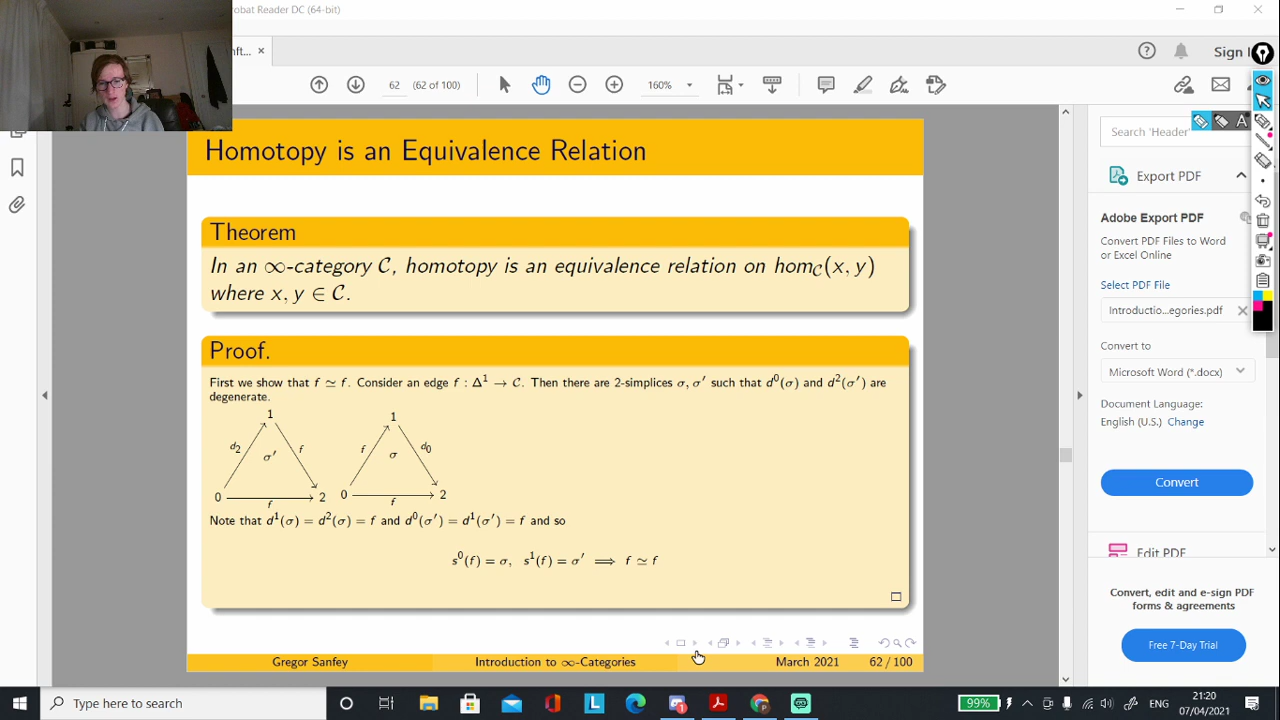 obat Reader DC (64-bit)
nft... ×
Sign I
62 (62 of 100) 160%
Homotopy is an Equivalence Relation
Theorem
In an ∞-category C, homotopy is an equivalence relation on hom_C(x, y)
where x, y ∈ C.
Proof.
First we show that f ≃ f. Consider an edge f : Δ¹ → C. Then there are 2-simplices σ, σ′ such that d⁰(σ) and d²(σ′) are
degenerate.
1 1
d₂ σ′ f f σ d₀
0 2 0 2
f f
Note that d¹(σ) = d²(σ) = f and d⁰(σ′) = d¹(σ′) = f and so
s⁰(f) = σ, s¹(f) = σ′ ⟹ f ≃ f
Gregor Sanfey Introduction to ∞-Categories March 2021 62 / 100
A
Search 'Header'
Export PDF
Adobe Export PDF
Convert PDF Files to Word
or Excel Online
Select PDF File
Introductio...egories.pdf ×
Convert to
Microsoft Word (*.docx)
Document Language:
English (U.S.) Change
Convert
Edit PDF
Convert, edit and e-sign PDF
forms & agreements
Free 7-Day Trial
Type here to search
99% ENG 21:20
07/04/2021